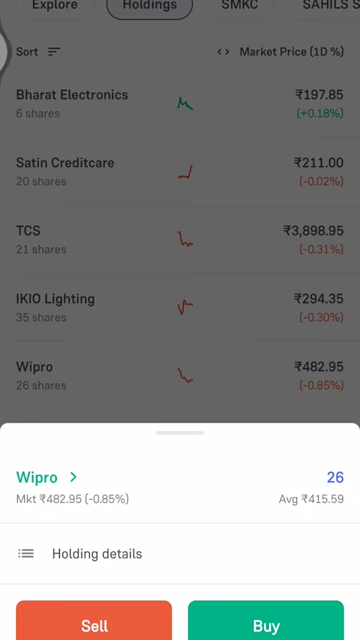 Explore Holdings SMKC SAHILS S
Sort <> Market Price (1D %)
Bharat Electronics ₹197.85
6 shares (+0.18%)
Satin Creditcare ₹211.00
20 shares (-0.02%)
TCS ₹3,898.95
21 shares (-0.31%)
IKIO Lighting ₹294.35
35 shares (-0.30%)
Wipro ₹482.95
26 shares (-0.85%)
Wipro > 26
Mkt ₹482.95 (-0.85%) Avg ₹415.59
Holding details
Sell Buy